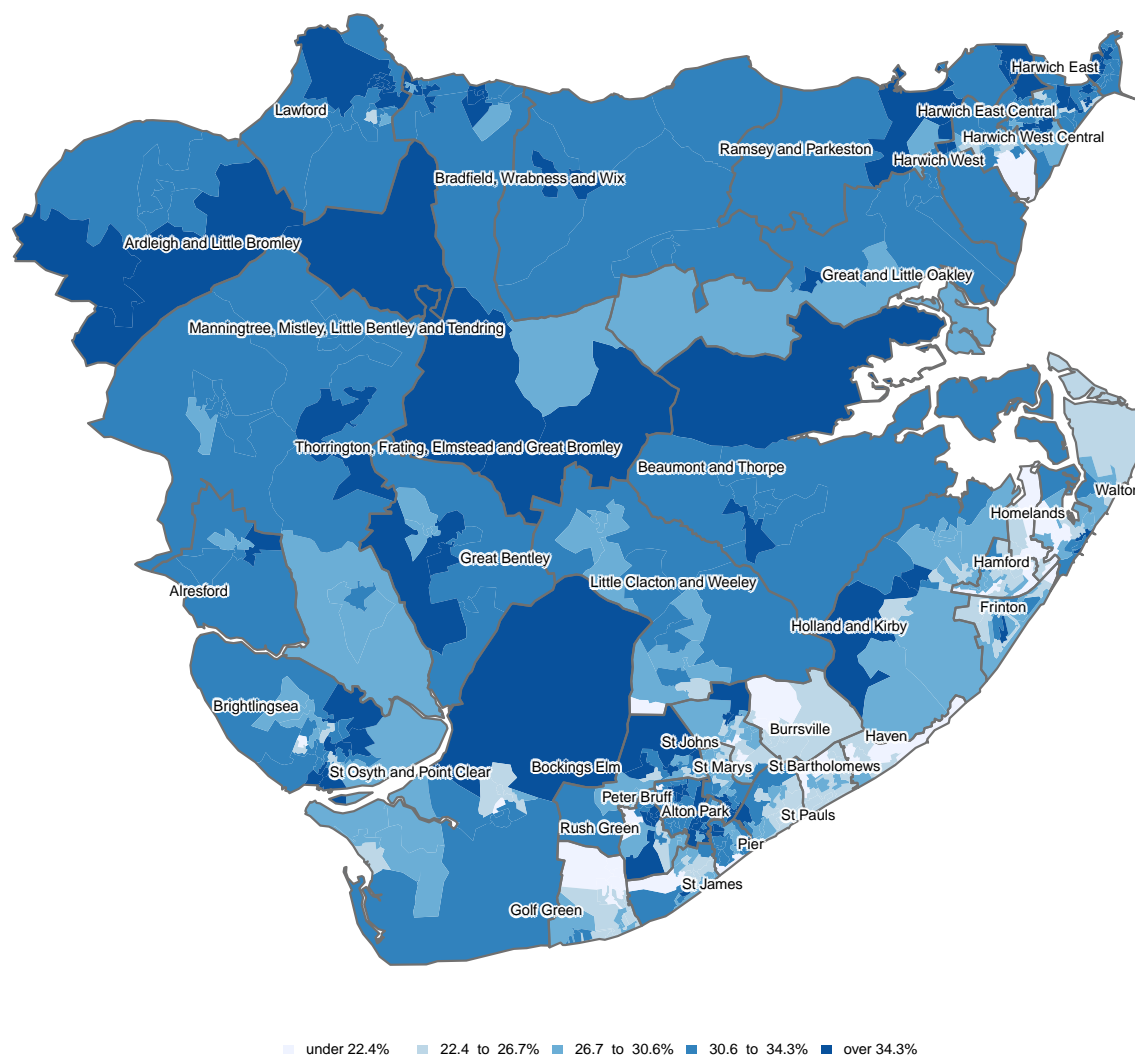 Harwich East
Lawford
Harwich East Central
Harwich West Central
Ramsey and Parkeston
Harwich West
Bradfield, Wrabness and Wix
Ardleigh and Little Bromley
Great and Little Oakley
Manningtree, Mistley, Little Bentley and Tendring
Thorrington, Frating, Elmstead and Great Bromley
Beaumont and Thorpe
Walton
Homelands
Great Bentley
Hamford
Little Clacton and Weeley
Alresford
Frinton
Holland and Kirby
Brightlingsea
Burrsville
Haven
St Johns
St Osyth and Point Clear
Bockings Elm
St Marys
St Bartholomews
Peter Bruff
Alton Park
St Pauls
Rush Green
Pier
St James
Golf Green
under 22.4% 22.4 to 26.7% 26.7 to 30.6% 30.6 to 34.3% over 34.3%